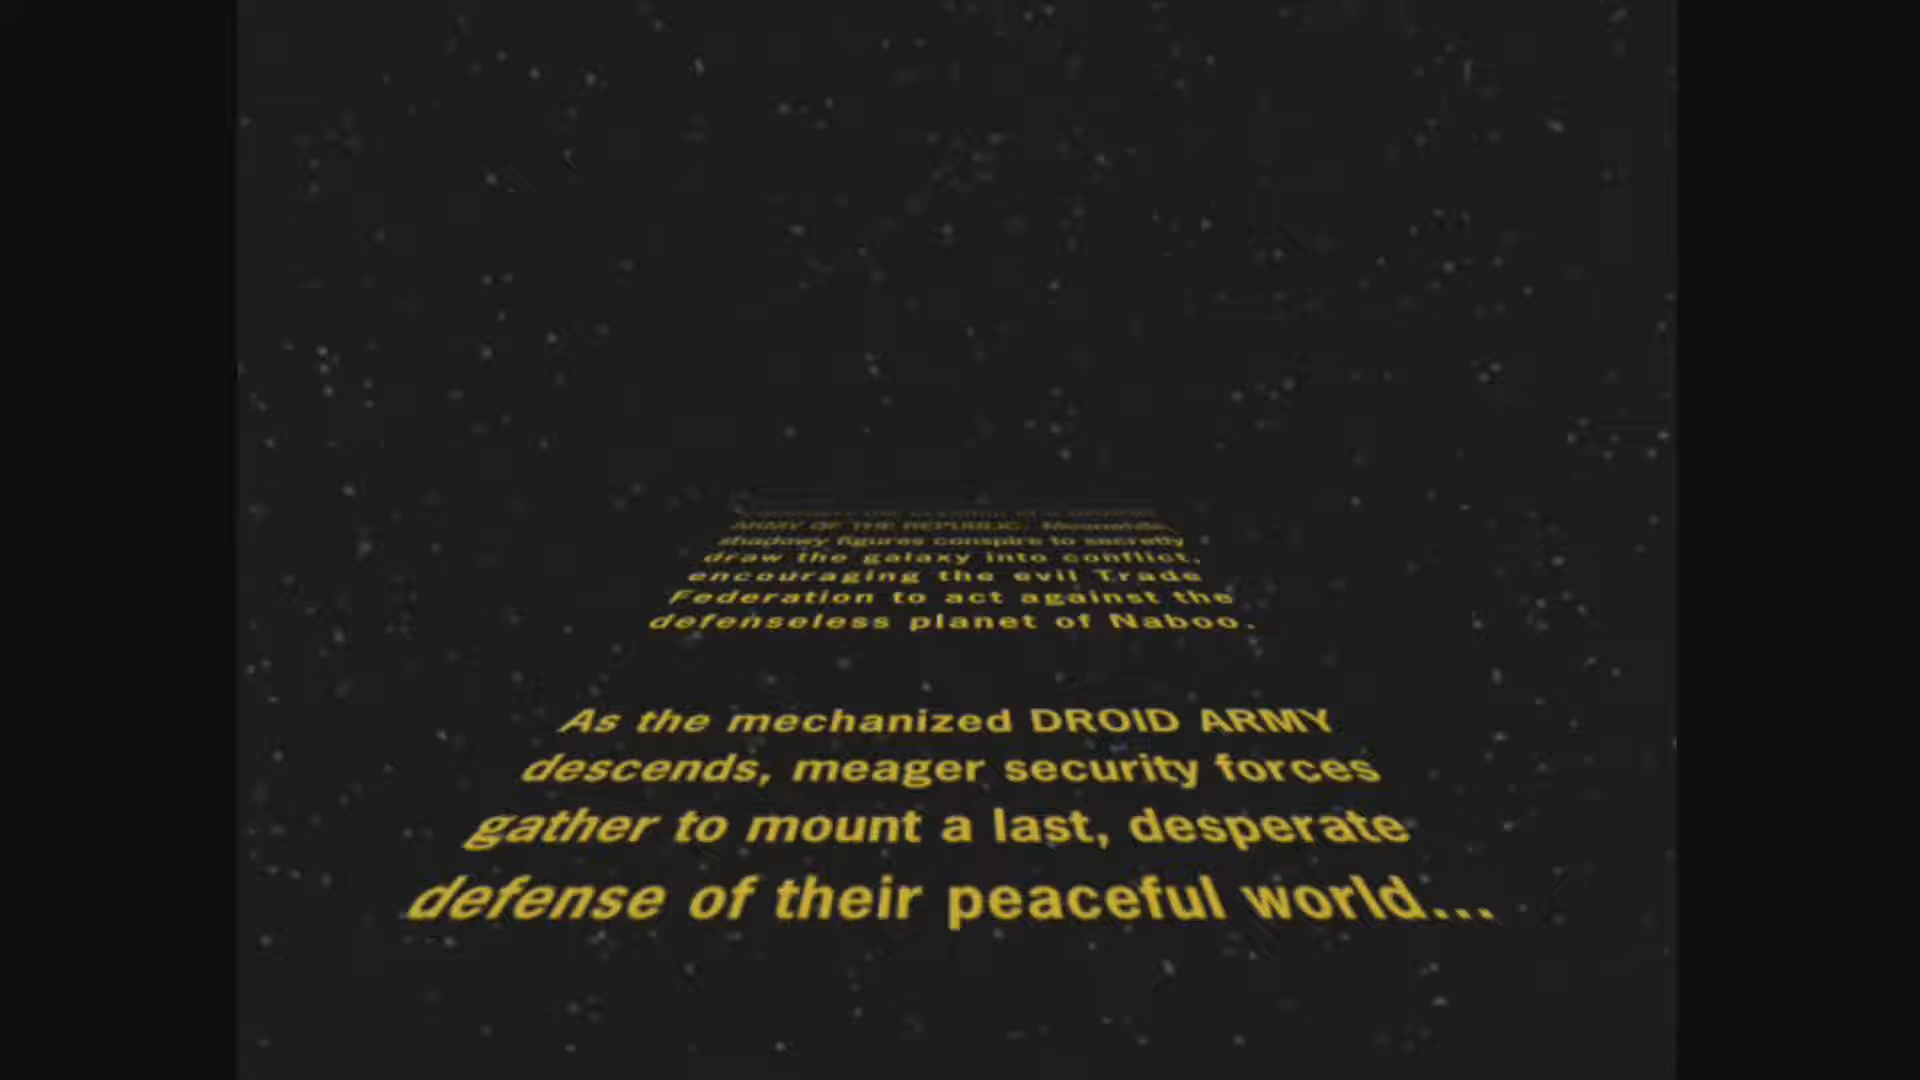 ARMY OF THE REPUBLIC. Meanwhile,
shadowy figures conspire to secretly
draw the galaxy into conflict,
encouraging the evil Trade
Federation to act against the
defenseless planet of Naboo.
As the mechanized DROID ARMY
descends, meager security forces
gather to mount a last, desperate
defense of their peaceful world...